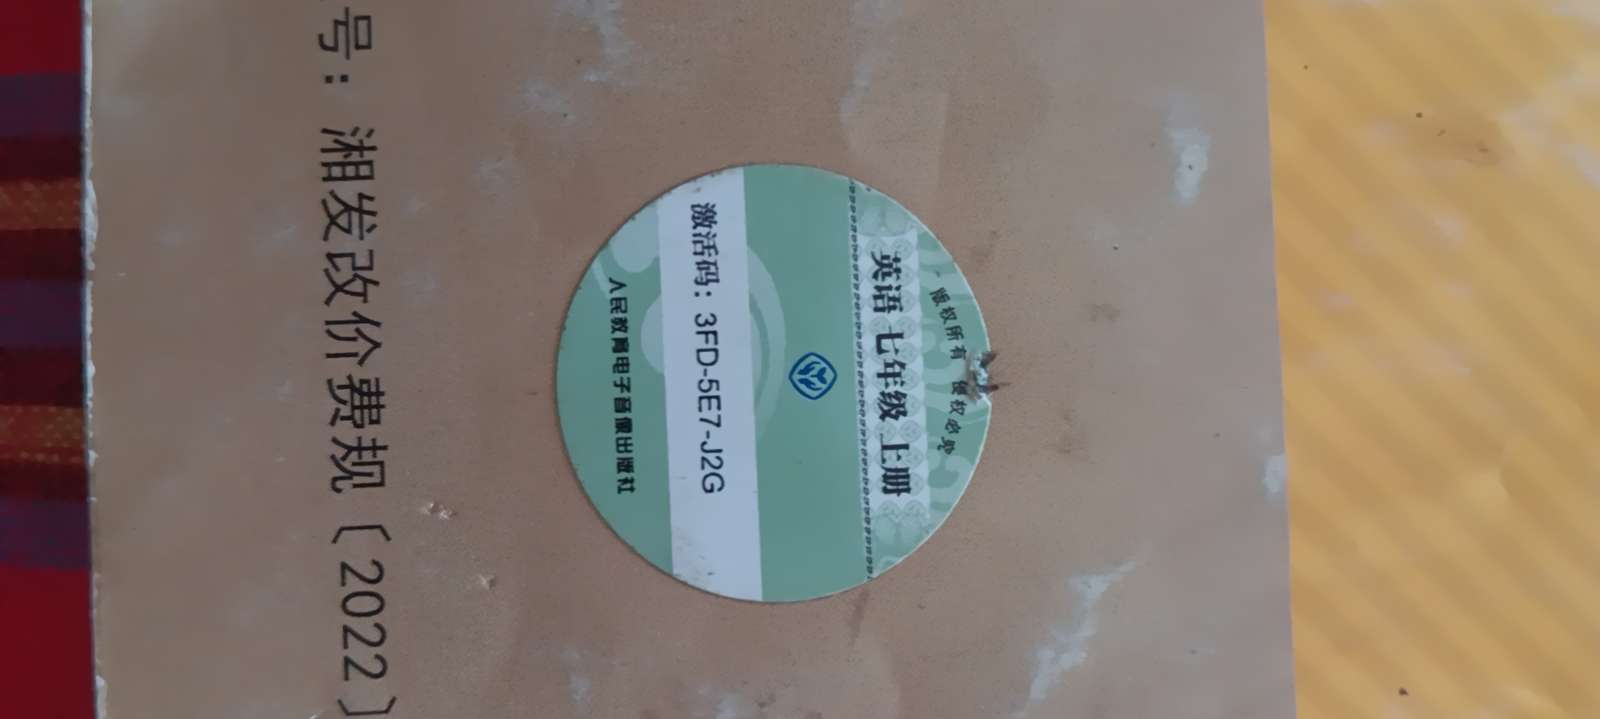 号：湘发改价费规〔2022〕
版权所有 侵权必究
英语 七年级 上册
激活码：3FD-5E7-J2G
人民教育电子音像出版社